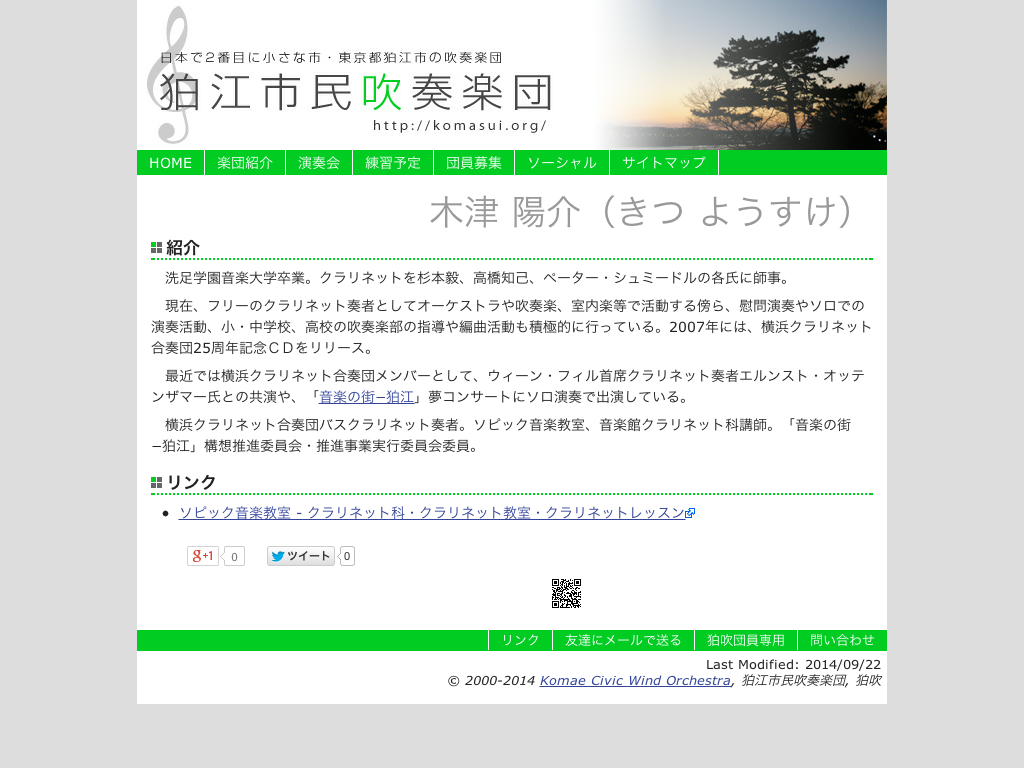 日本で2番目に小さな市・東京都狛江市の吹奏楽団
狛江市民吹奏楽団
http://komasui.org/
HOME 楽団紹介 演奏会 練習予定 団員募集 ソーシャル サイトマップ
木津 陽介（きつ ようすけ）
紹介
洗足学園音楽大学卒業。クラリネットを杉本毅、高橋知己、ペーター・シュミードルの各氏に師事。
現在、フリーのクラリネット奏者としてオーケストラや吹奏楽、室内楽等で活動する傍ら、慰問演奏やソロでの
演奏活動、小・中学校、高校の吹奏楽部の指導や編曲活動も積極的に行っている。2007年には、横浜クラリネット
合奏団25周年記念ＣＤをリリース。
最近では横浜クラリネット合奏団メンバーとして、ウィーン・フィル首席クラリネット奏者エルンスト・オッテ
ンザマー氏との共演や、「音楽の街−狛江」夢コンサートにソロ演奏で出演している。
横浜クラリネット合奏団バスクラリネット奏者。ソピック音楽教室、音楽館クラリネット科講師。「音楽の街
−狛江」構想推進委員会・推進事業実行委員会委員。
リンク
ソピック音楽教室 - クラリネット科・クラリネット教室・クラリネットレッスン
g+1 0 ツイート 0
リンク 友達にメールで送る 狛吹団員専用 問い合わせ
Last Modified: 2014/09/22
© 2000-2014 Komae Civic Wind Orchestra, 狛江市民吹奏楽団, 狛吹